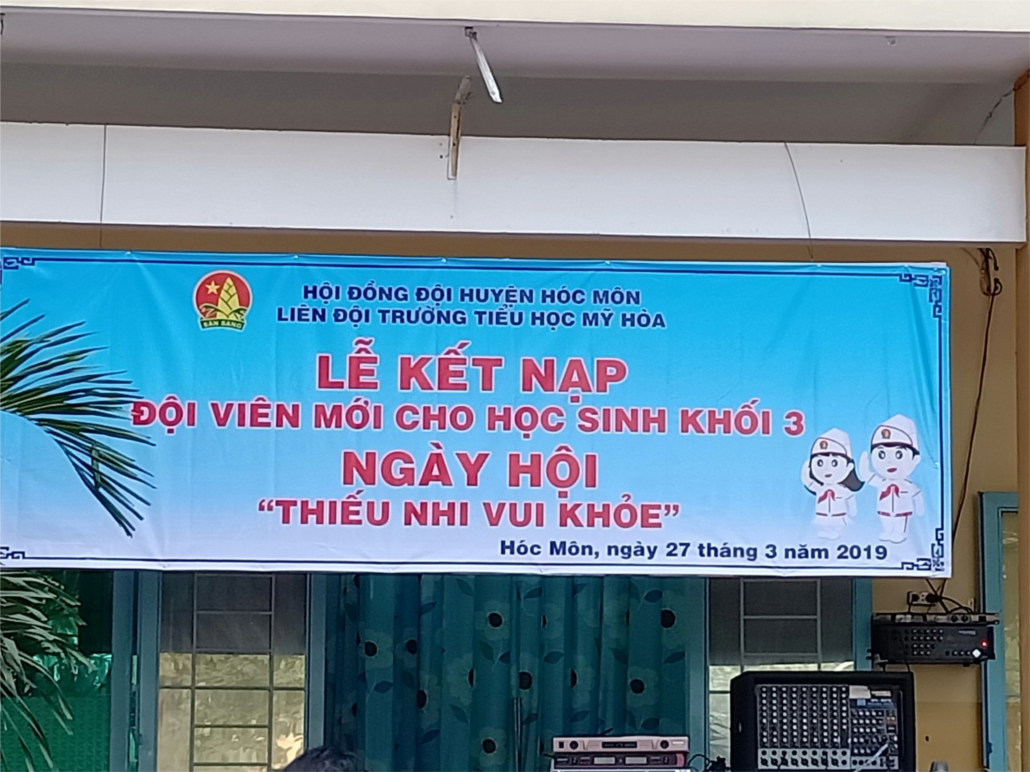 HỘI ĐỒNG ĐỘI HUYỆN HÓC MÔN
LIÊN ĐỘI TRƯỜNG TIỂU HỌC MỸ HÒA
SẴN SÀNG
LỄ KẾT NẠP
ĐỘI VIÊN MỚI CHO HỌC SINH KHỐI 3
NGÀY HỘI
“THIẾU NHI VUI KHỎE”
Hóc Môn, ngày 27 tháng 3 năm 2019